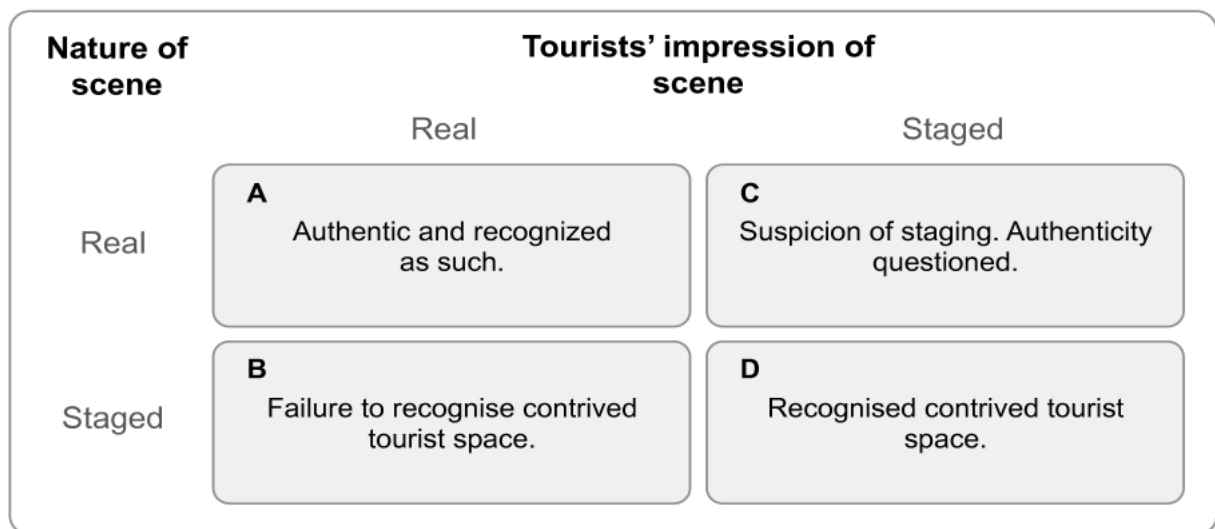 Nature of
scene
Tourists’ impression of
scene
Real
Staged
Real
A
Authentic and recognized
as such.
C
Suspicion of staging. Authenticity
questioned.
Staged
B
Failure to recognise contrived
tourist space.
D
Recognised contrived tourist
space.